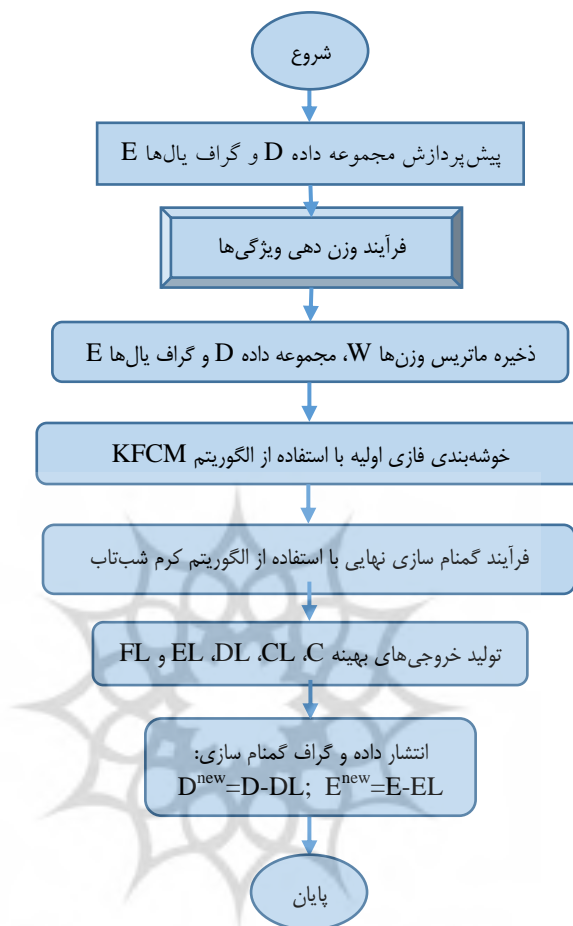 شروع
پیش‌پردازش مجموعه داده D و گراف یال‌ها E
فرآیند وزن دهی ویژگی‌ها
ذخیره ماتریس وزن‌ها W، مجموعه داده D و گراف یال‌ها E
خوشه‌بندی فازی اولیه با استفاده از الگوریتم KFCM
فرآیند گمنام سازی نهایی با استفاده از الگوریتم کرم شب‌تاب
تولید خروجی‌های بهینه C، CL، DL، EL و FL
انتشار داده و گراف گمنام سازی:
D^new=D-DL; E^new=E-EL
پایان